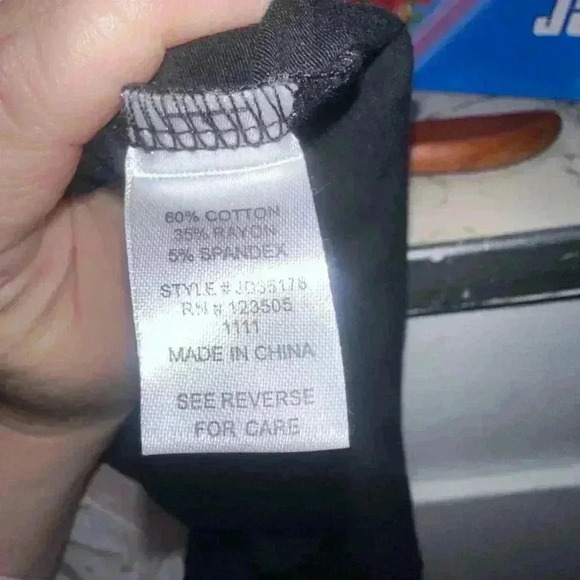 60% COTTON
35% RAYON
5% SPANDEX
STYLE # JD35178
RN # 123505
1111
MADE IN CHINA
SEE REVERSE
FOR CARE